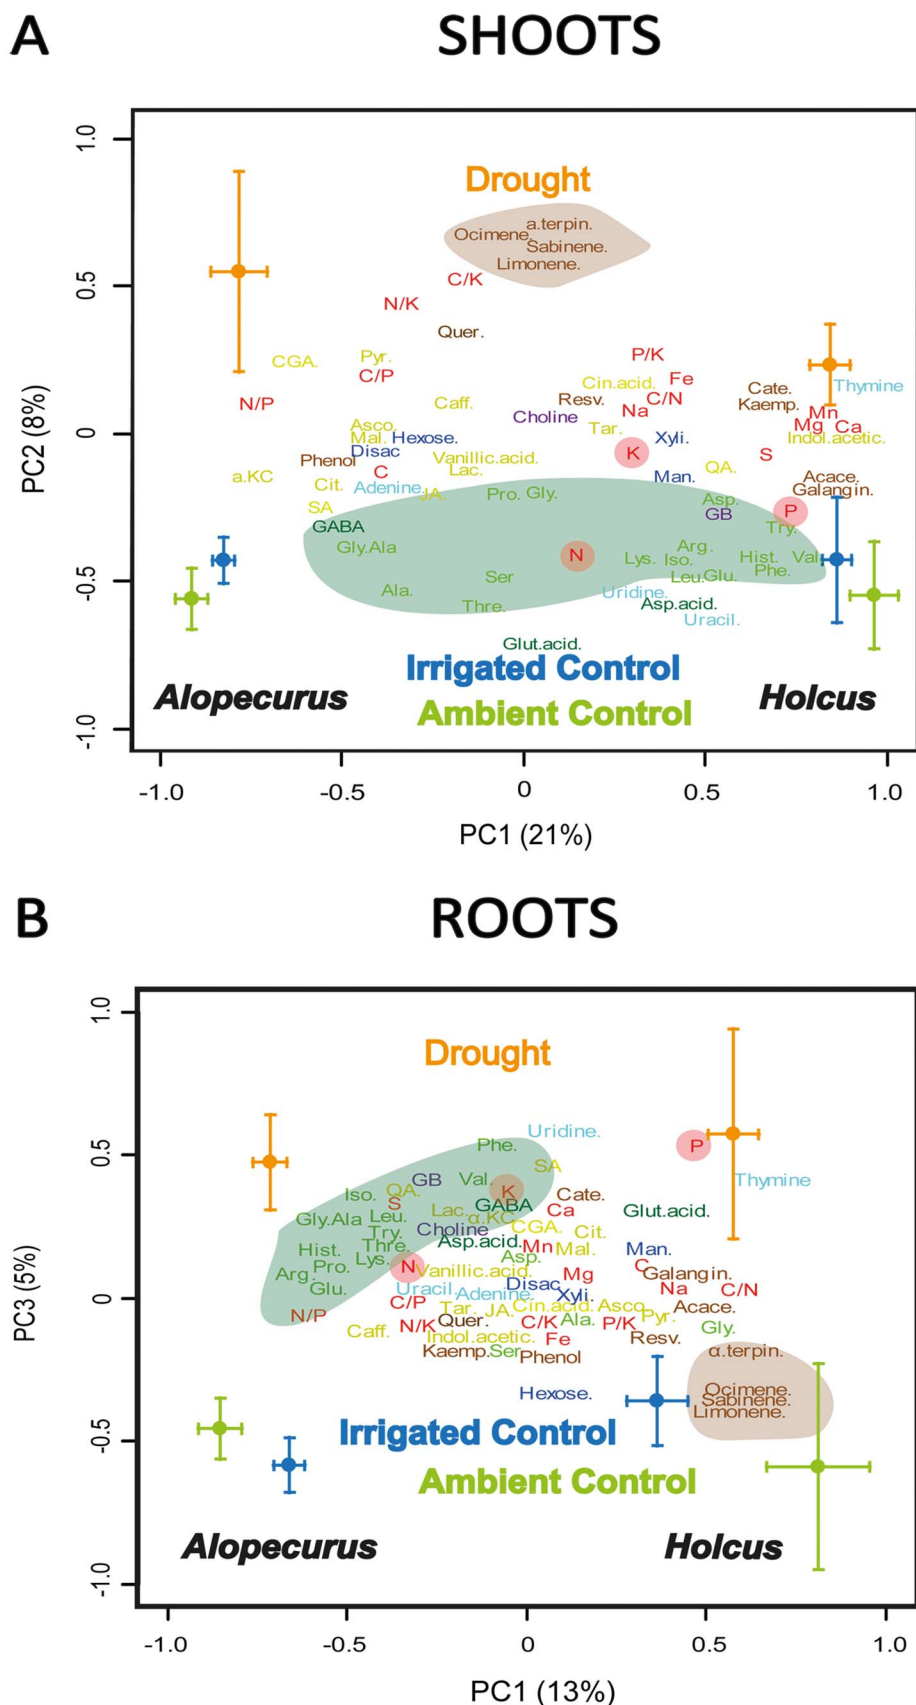 A
SHOOTS
1.0
Drought
a.terpin.
Ocimene.
Sabinene.
Limonene.
0.5
C/K
N/K
Quer.
P/K
CGA.
Pyr.
C/P
Cin.acid.
Fe
Cate.
Thymine
N/P
Caff.
Resv.
C/N
Kaemp.
Na
Mn
Choline
Mg
Ca
Asco.
Tar.
PC2 (8%)
0
Mal.
Hexose.
Xyli.
Indol.acetic.
Disac
K
S
Phenol
Vanillic.acid.
QA.
C
Lac.
a.KC
Man.
Acace.
Cit.
Adenine.
JA.
Pro.
Gly.
Galangin.
SA
Asp.
GB
P
GABA
Try.
Gly.Ala
N
Arg.
Lys.
Iso.
Hist.
Val.
-0.5
Ser
Leu.
Glu.
Phe.
Ala.
Uridine.
Thre.
Asp.acid.
Uracil.
Glut.acid.
Irrigated Control
Alopecurus
Holcus
Ambient Control
-1.0
-1.0
-0.5
0
0.5
1.0
PC1 (21%)
B
ROOTS
1.0
Drought
Uridine.
0.5
Phe.
P
SA
GB
Val.
Thymine
Iso.
QA.
K
Cate.
S
GABA
Gly.Ala
Leu.
Lac.
α.KC
Ca
Glut.acid.
Try.
Choline
CGA.
Cit.
Hist.
Thre.
Asp.acid.
Mn
Mal.
Man.
Pro.
Lys.
Asp.
C
Arg.
N
Vanillic.acid.
Mg
Galangin.
Glu.
Uracil.
Adenine.
Disac
Xyli.
Na
C/N
PC3 (5%)
0
N/P
C/P
Tar.
JA.
Cin.acid.
Asco.
Acace.
Caff.
N/K
Quer.
C/K
Ala.
P/K
Pyr.
Gly.
Indol.acetic.
Fe
Resv.
Kaemp.
Ser
Phenol
α.terpin.
Hexose.
Ocimene.
Sabinene.
Limonene.
Irrigated Control
-0.5
Ambient Control
Alopecurus
Holcus
-1.0
-1.0
-0.5
0
0.5
1.0
PC1 (13%)